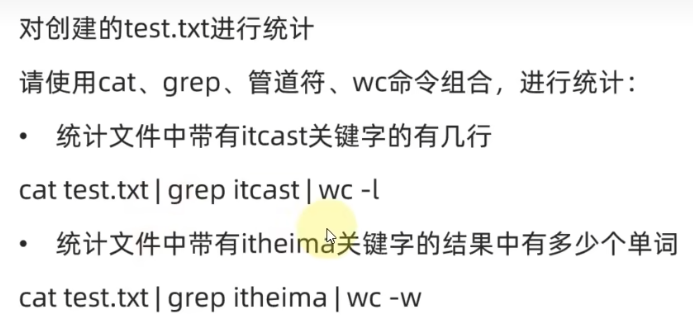 对创建的test.txt进行统计
请使用cat、grep、管道符、wc命令组合，进行统计：
• 统计文件中带有itcast关键字的有几行
cat test.txt | grep itcast | wc -l
• 统计文件中带有itheima关键字的结果中有多少个单词
cat test.txt | grep itheima | wc -w